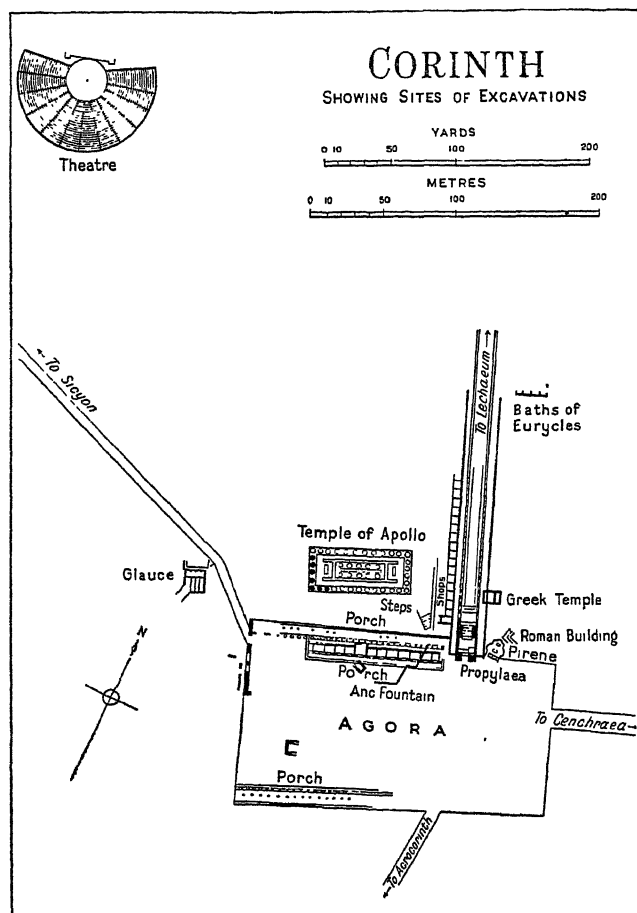 CORINTH
SHOWING SITES OF EXCAVATIONS
YARDS
0 10 50 100 200
METRES
0 10 50 100 200
Theatre
To Sicyon
To Lechaeum
Baths of
Eurycles
Temple of Apollo
Glauce
Steps
Shops
Greek Temple
Porch
Roman Building
Pirene
N
Porch
Propylaea
Anc Fountain
AGORA
To Cenchraea
Porch
To Acrocorinth